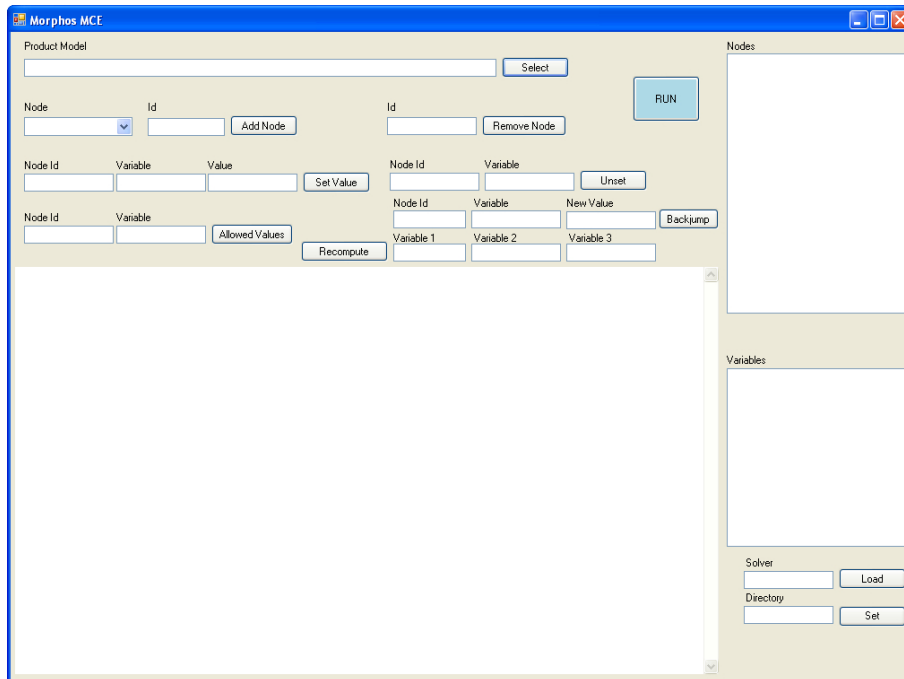 Morphos MCE
Product Model
Nodes
Select
RUN
Node Id Id
Add Node Remove Node
Node Id Variable Value Node Id Variable
Set Value Unset
Node Id Variable New Value
Node Id Variable Backjump
Allowed Values Variable 1 Variable 2 Variable 3
Recompute
Variables
Solver
Load
Directory
Set